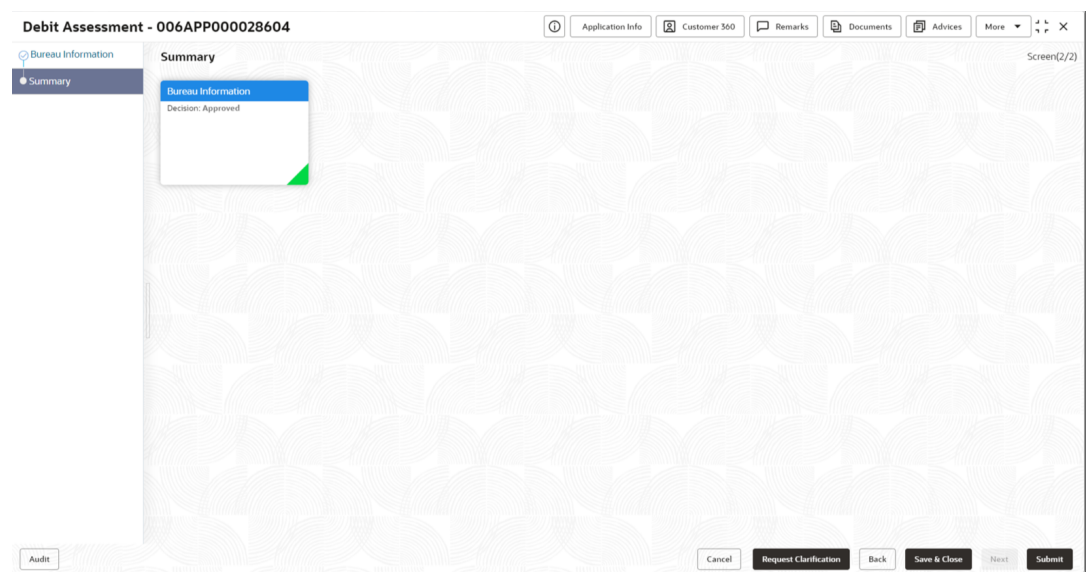 Debit Assessment - 006APP000028604
Application Info
Customer 360
Remarks
Documents
Advices
More
Bureau Information
Summary
Summary
Screen(2/2)
Bureau Information
Decision: Approved
Audit
Cancel
Request Clarification
Back
Save & Close
Next
Submit